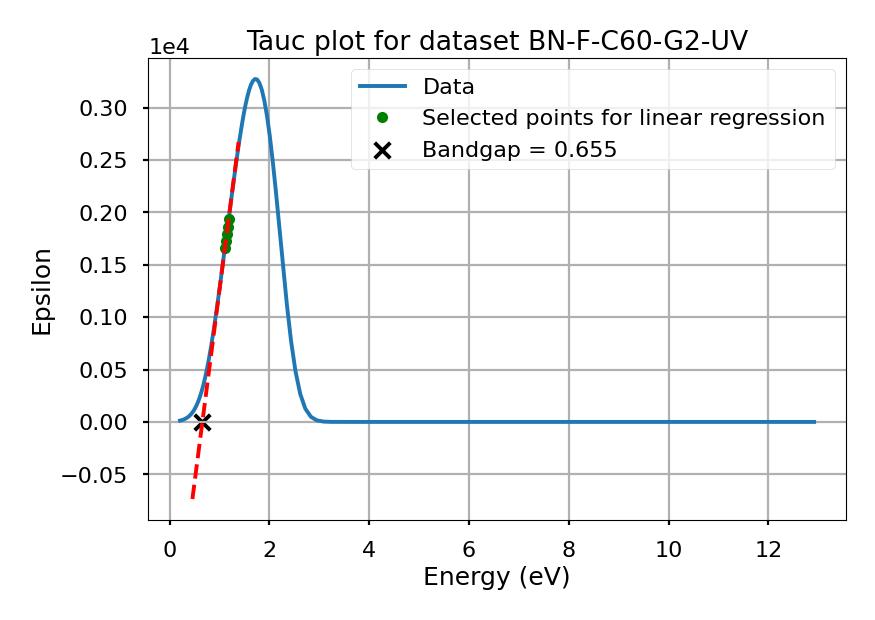 Tauc plot for dataset BN-F-C60-G2-UV
1e4
Data
Selected points for linear regression
Bandgap = 0.655
0.30
0.25
0.20
0.15
0.10
0.05
0.00
−0.05
Epsilon
0 2 4 6 8 10 12
Energy (eV)